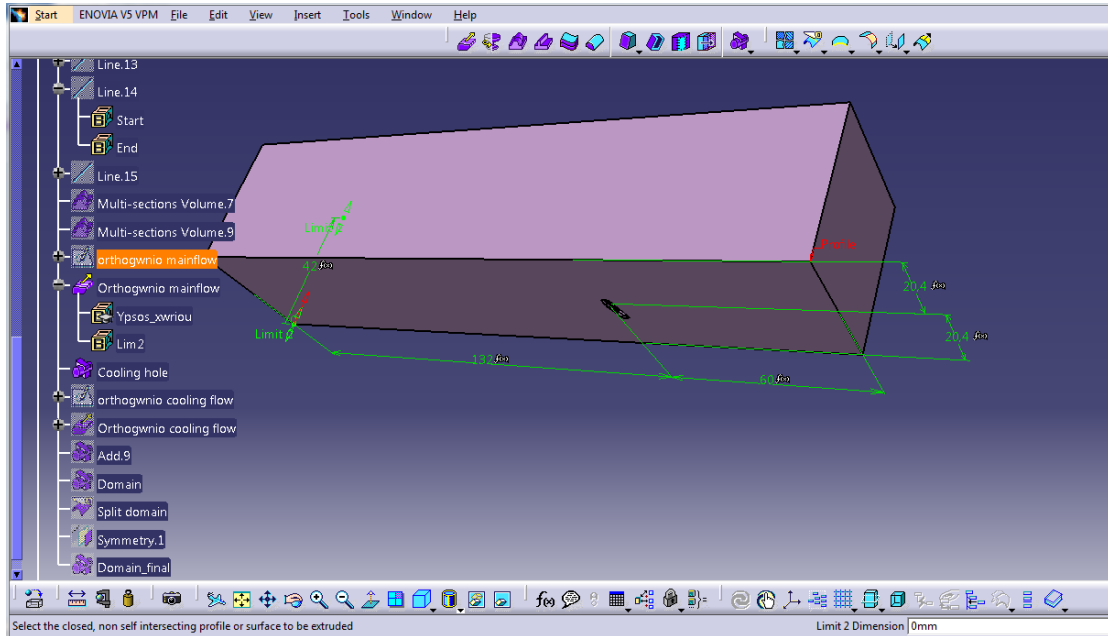 Start ENOVIA V5 VPM File Edit View Insert Tools Window Help
Line.13
Line.14
Start
End
Line.15
Multi-sections Volume.7
Multi-sections Volume.9
orthogwnio mainflow
Orthogwnio mainflow
Ypsos_xwriou
Lim2
Cooling hole
orthogwnio cooling flow
Orthogwnio cooling flow
Add.9
Domain
Split domain
Symmetry.1
Domain_final
Profile
42 f(x)
20,4 f(x)
Limit 2
20,4 f(x)
132 f(x)
60 f(x)
f(x)
Select the closed, non self intersecting profile or surface to be extruded
Limit 2 Dimension 0mm